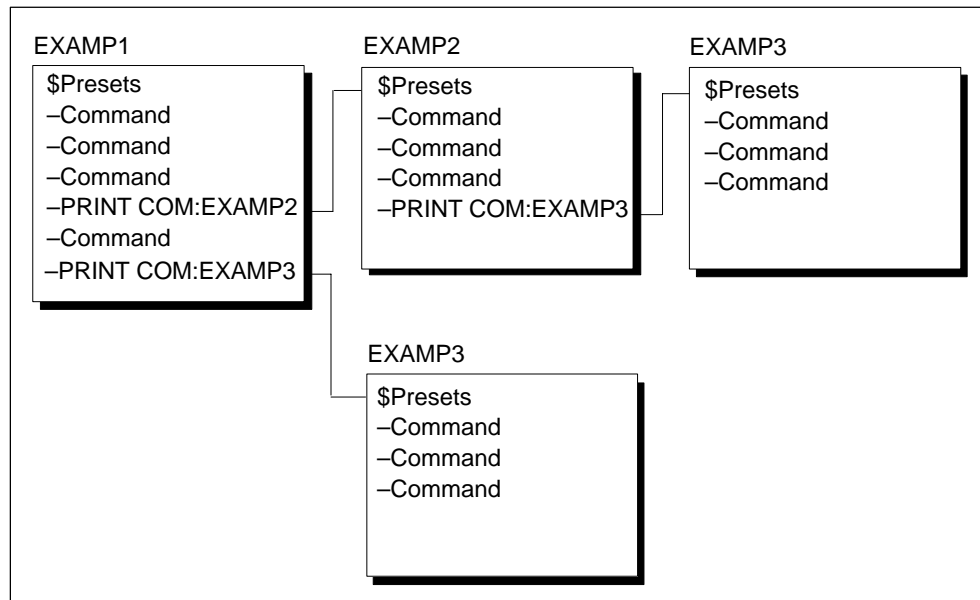 EXAMP1
$Presets
–Command
–Command
–Command
–PRINT COM:EXAMP2
–Command
–PRINT COM:EXAMP3
EXAMP2
$Presets
–Command
–Command
–Command
–PRINT COM:EXAMP3
EXAMP3
$Presets
–Command
–Command
–Command
EXAMP3
$Presets
–Command
–Command
–Command